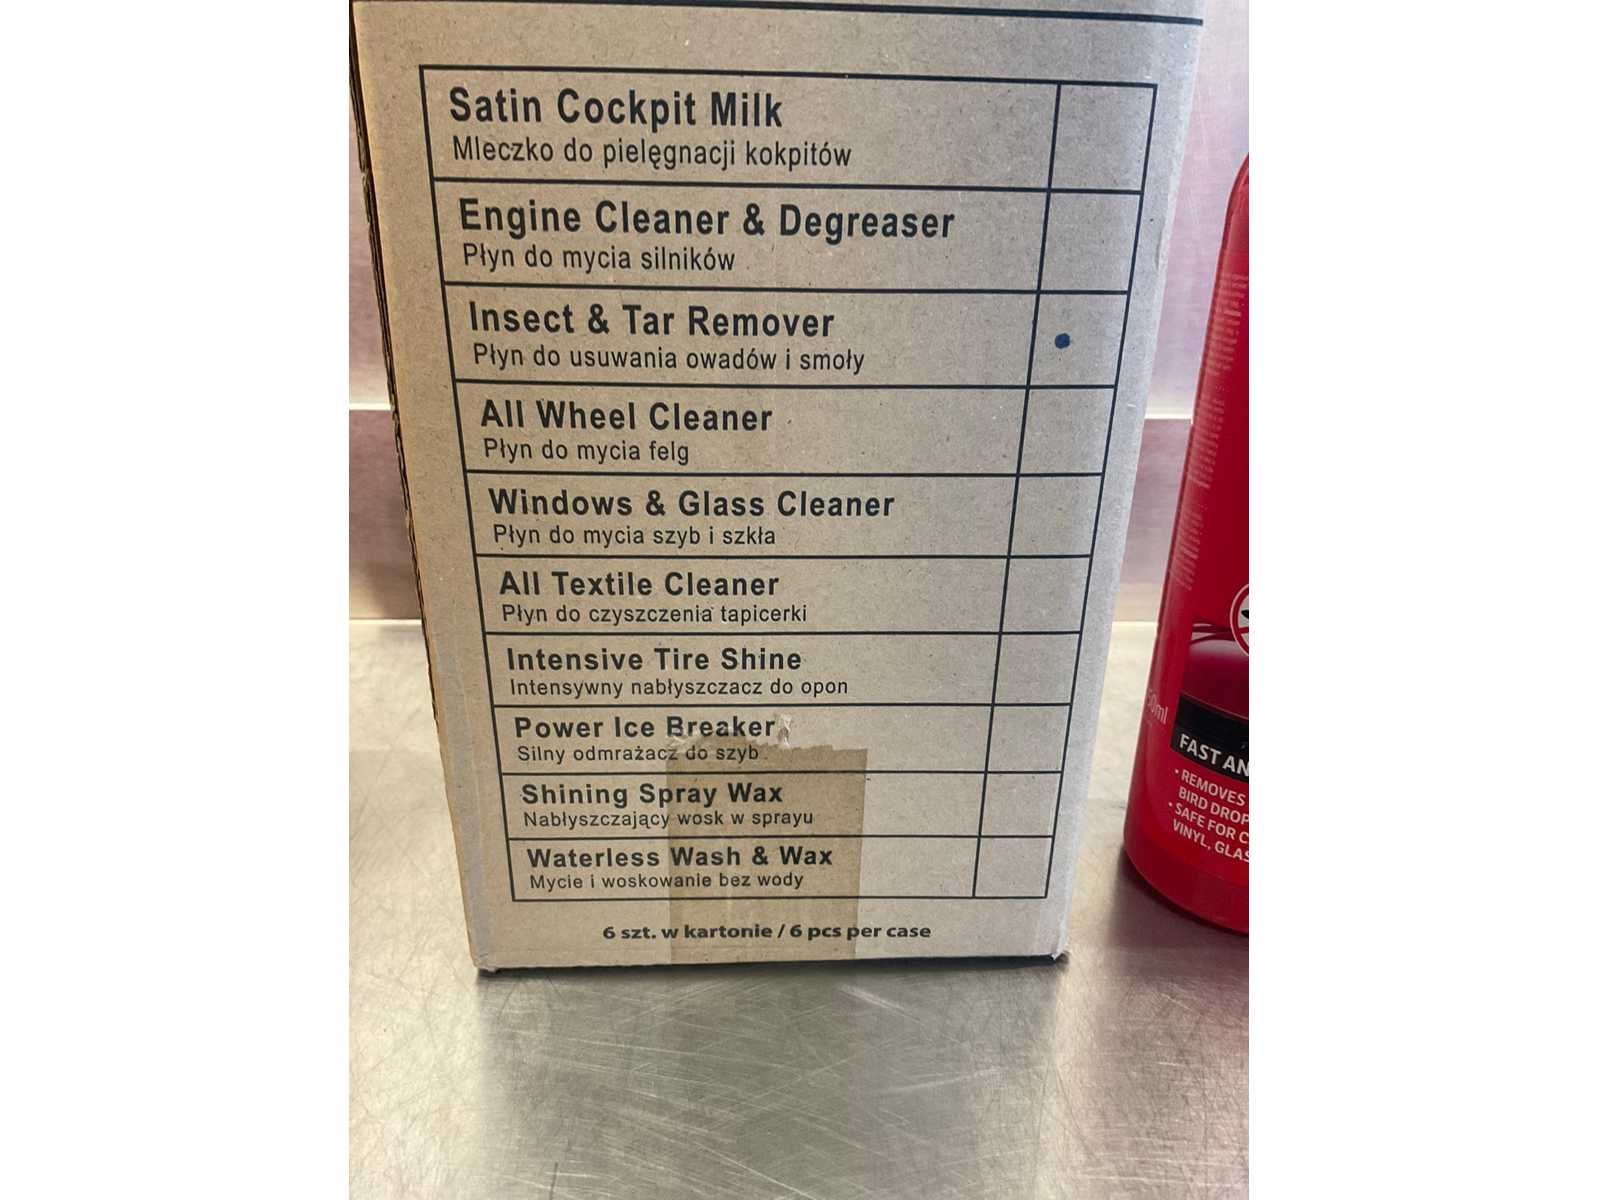 Satin Cockpit Milk
Mleczko do pielęgnacji kokpitów
Engine Cleaner & Degreaser
Płyn do mycia silników
Insect & Tar Remover
Płyn do usuwania owadów i smoły
All Wheel Cleaner
Płyn do mycia felg
Windows & Glass Cleaner
Płyn do mycia szyb i szkła
All Textile Cleaner
Płyn do czyszczenia tapicerki
Intensive Tire Shine
Intensywny nabłyszczacz do opon
Power Ice Breaker
Silny odmrażacz do szyb
Shining Spray Wax
Nabłyszczający wosk w sprayu
Waterless Wash & Wax
Mycie i woskowanie bez wody
6 szt. w kartonie / 6 pcs per case
50ml
FAST AN
• REMOVES
BIRD DROP
• SAFE FOR C
VINYL, GLAS